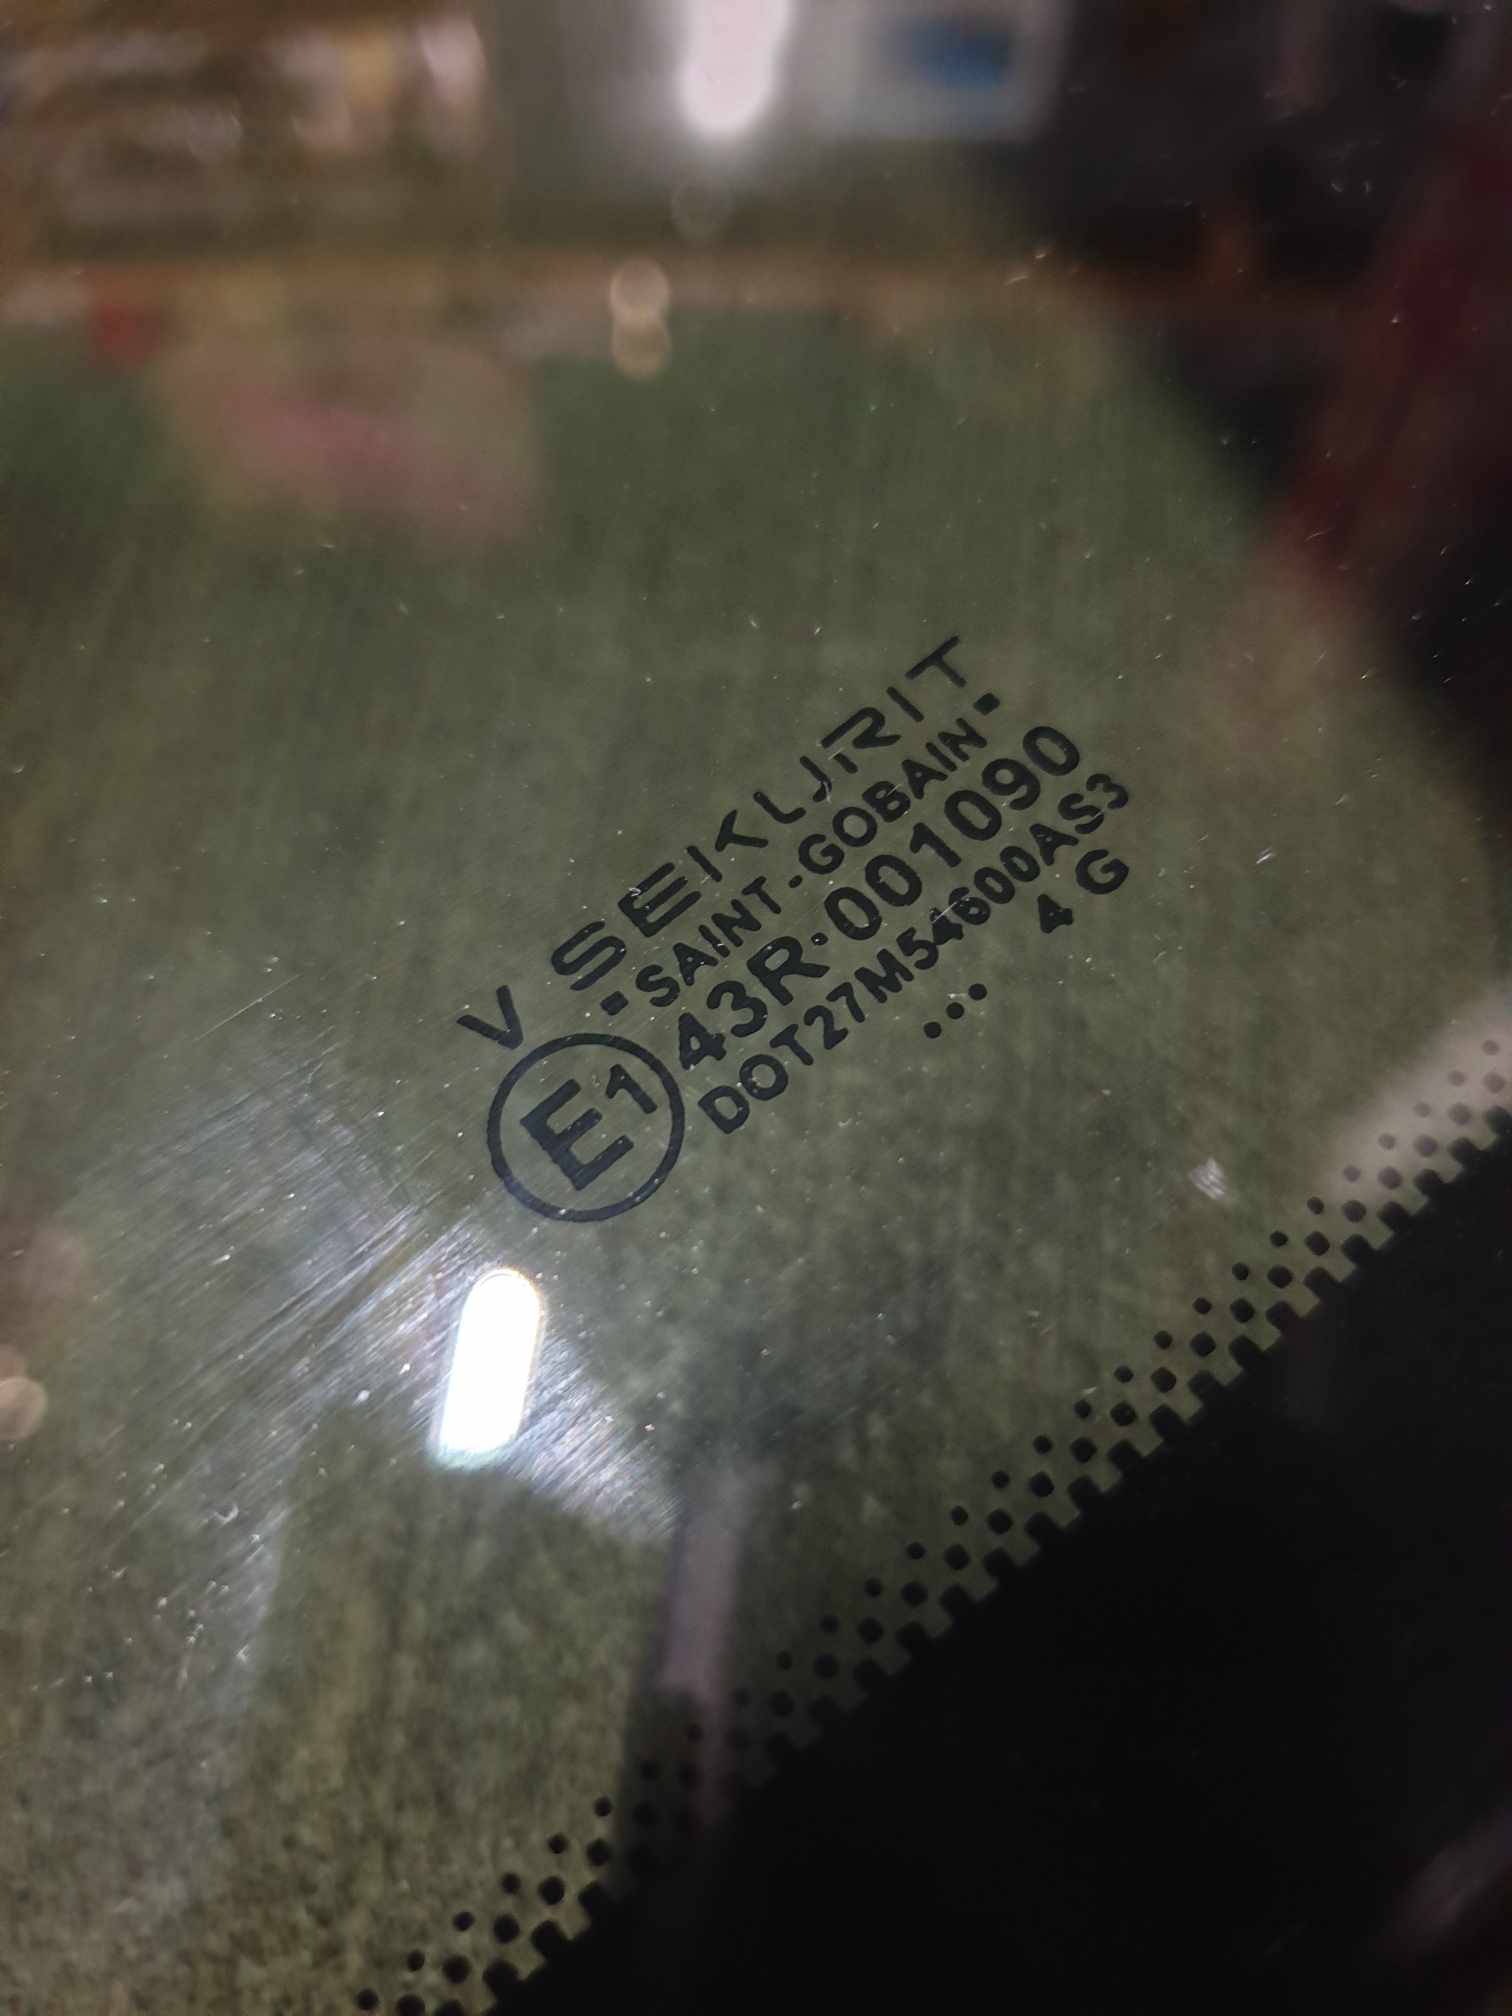 V SEKURIT
-SAINT-GOBAIN-
E1 43R-001090
DOT27M54600AS3
... 4 G